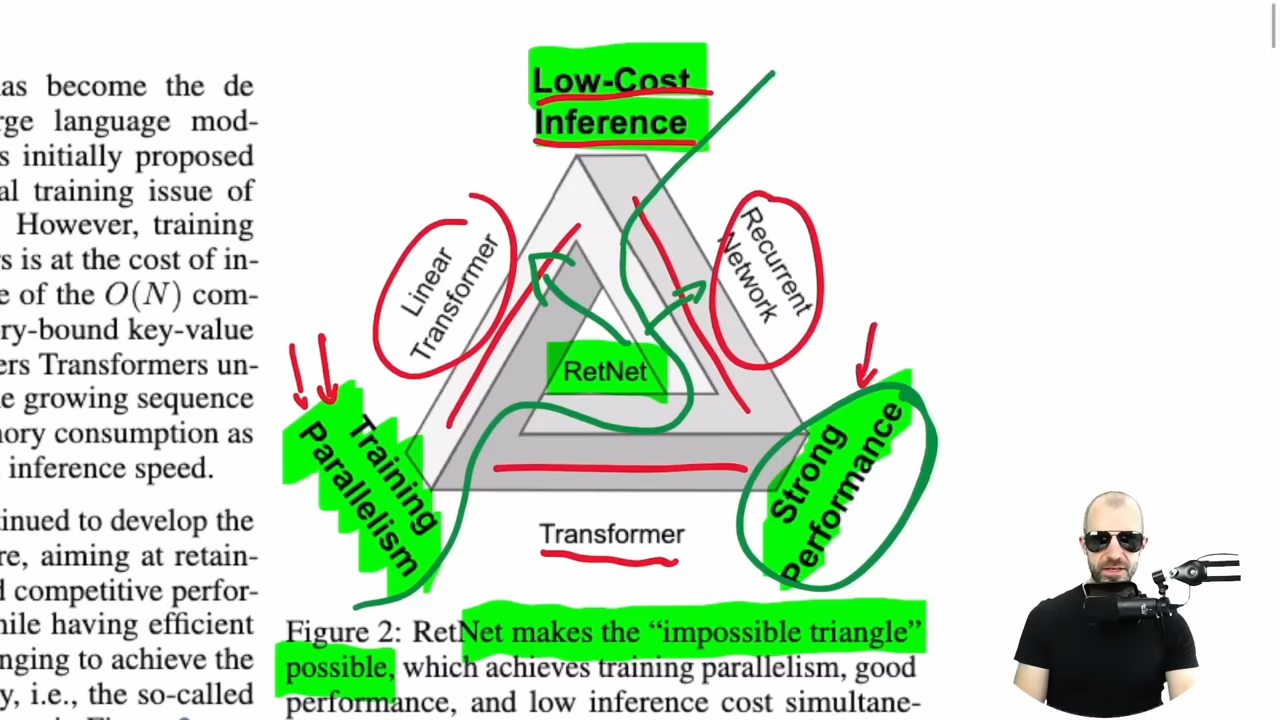 as become the de
rge language mod-
s initially proposed
al training issue of
. However, training
s is at the cost of in-
e of the O(N) com-
ry-bound key-value
ers Transformers un-
e growing sequence
ory consumption as
inference speed.
tinued to develop the
re, aiming at retain-
d competitive perfor-
hile having efficient
nging to achieve the
y, i.e., the so-called
Low-Cost
Inference
Linear
Transformer
Recurrent
Network
RetNet
Training
Parallelism
Strong
Performance
Transformer
Figure 2: RetNet makes the “impossible triangle”
possible, which achieves training parallelism, good
performance, and low inference cost simultane-